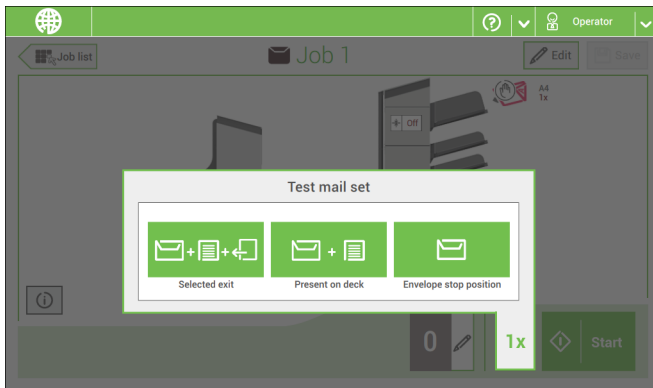 Operator
Job list
Job 1
Edit
Save
A4
1x
Off
Test mail set
Selected exit
Present on deck
Envelope stop position
0
1x
Start